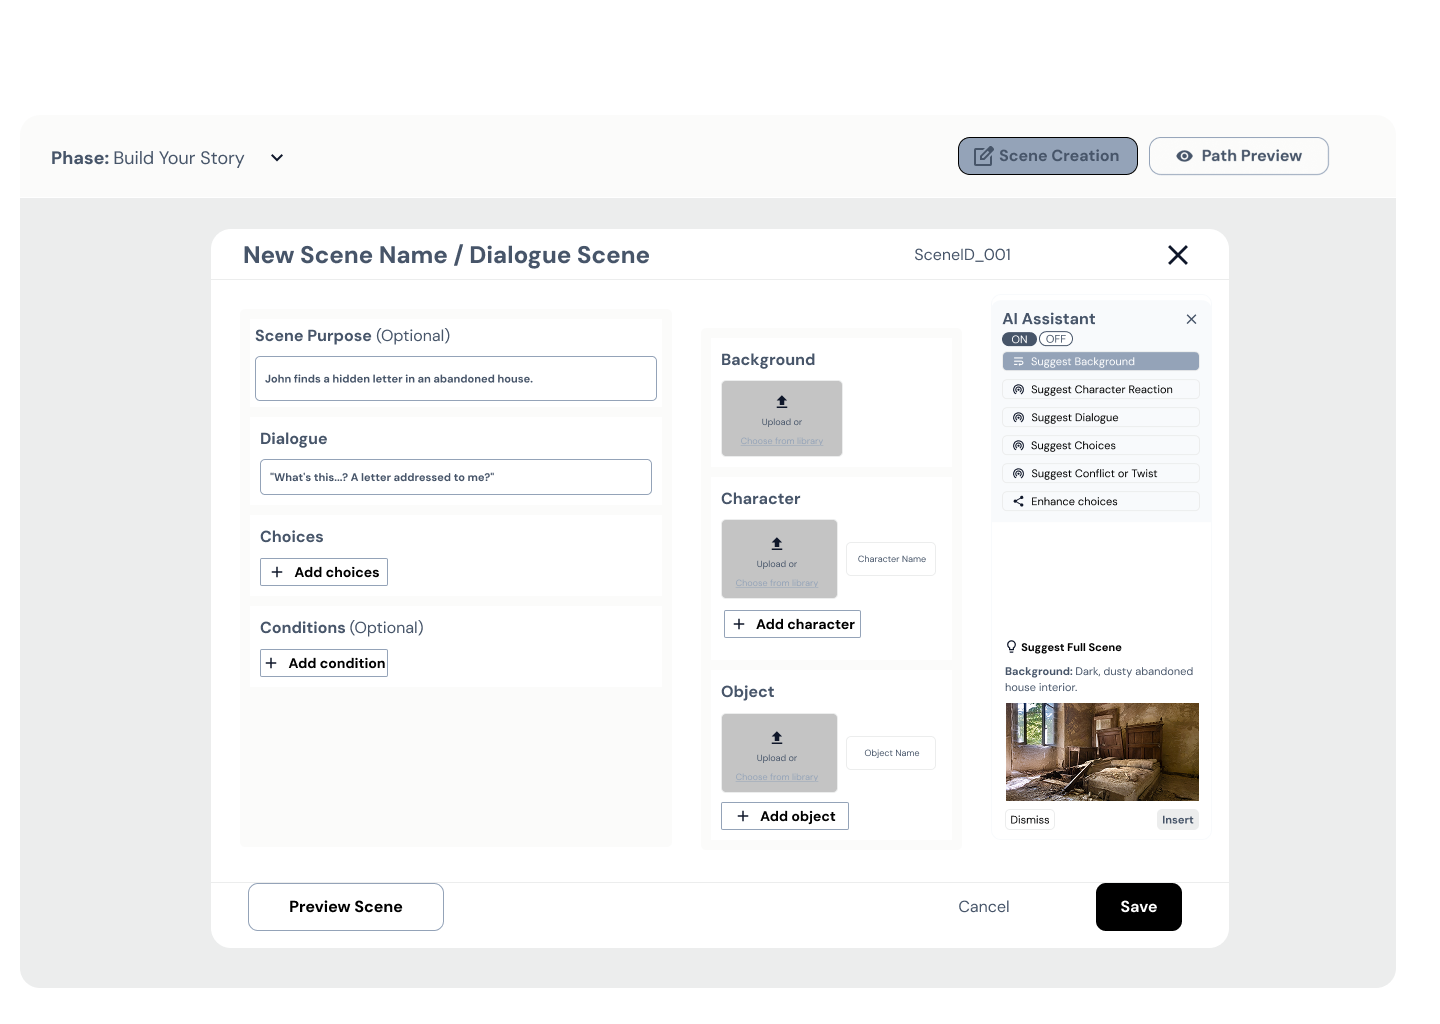 Phase: Build Your Story
Scene Creation
Path Preview
New Scene Name / Dialogue Scene
SceneID_001
Scene Purpose (Optional)
John finds a hidden letter in an abandoned house.
Dialogue
"What's this...? A letter addressed to me?"
Choices
+ Add choices
Conditions (Optional)
+ Add condition
Background
Upload or
Choose from library
Character
Upload or
Choose from library
Character Name
+ Add character
Object
Upload or
Choose from library
Object Name
+ Add object
AI Assistant
ON OFF
Suggest Background
Suggest Character Reaction
Suggest Dialogue
Suggest Choices
Suggest Conflict or Twist
Enhance choices
Suggest Full Scene
Background: Dark, dusty abandoned
house interior.
Dismiss
Insert
Preview Scene
Cancel
Save